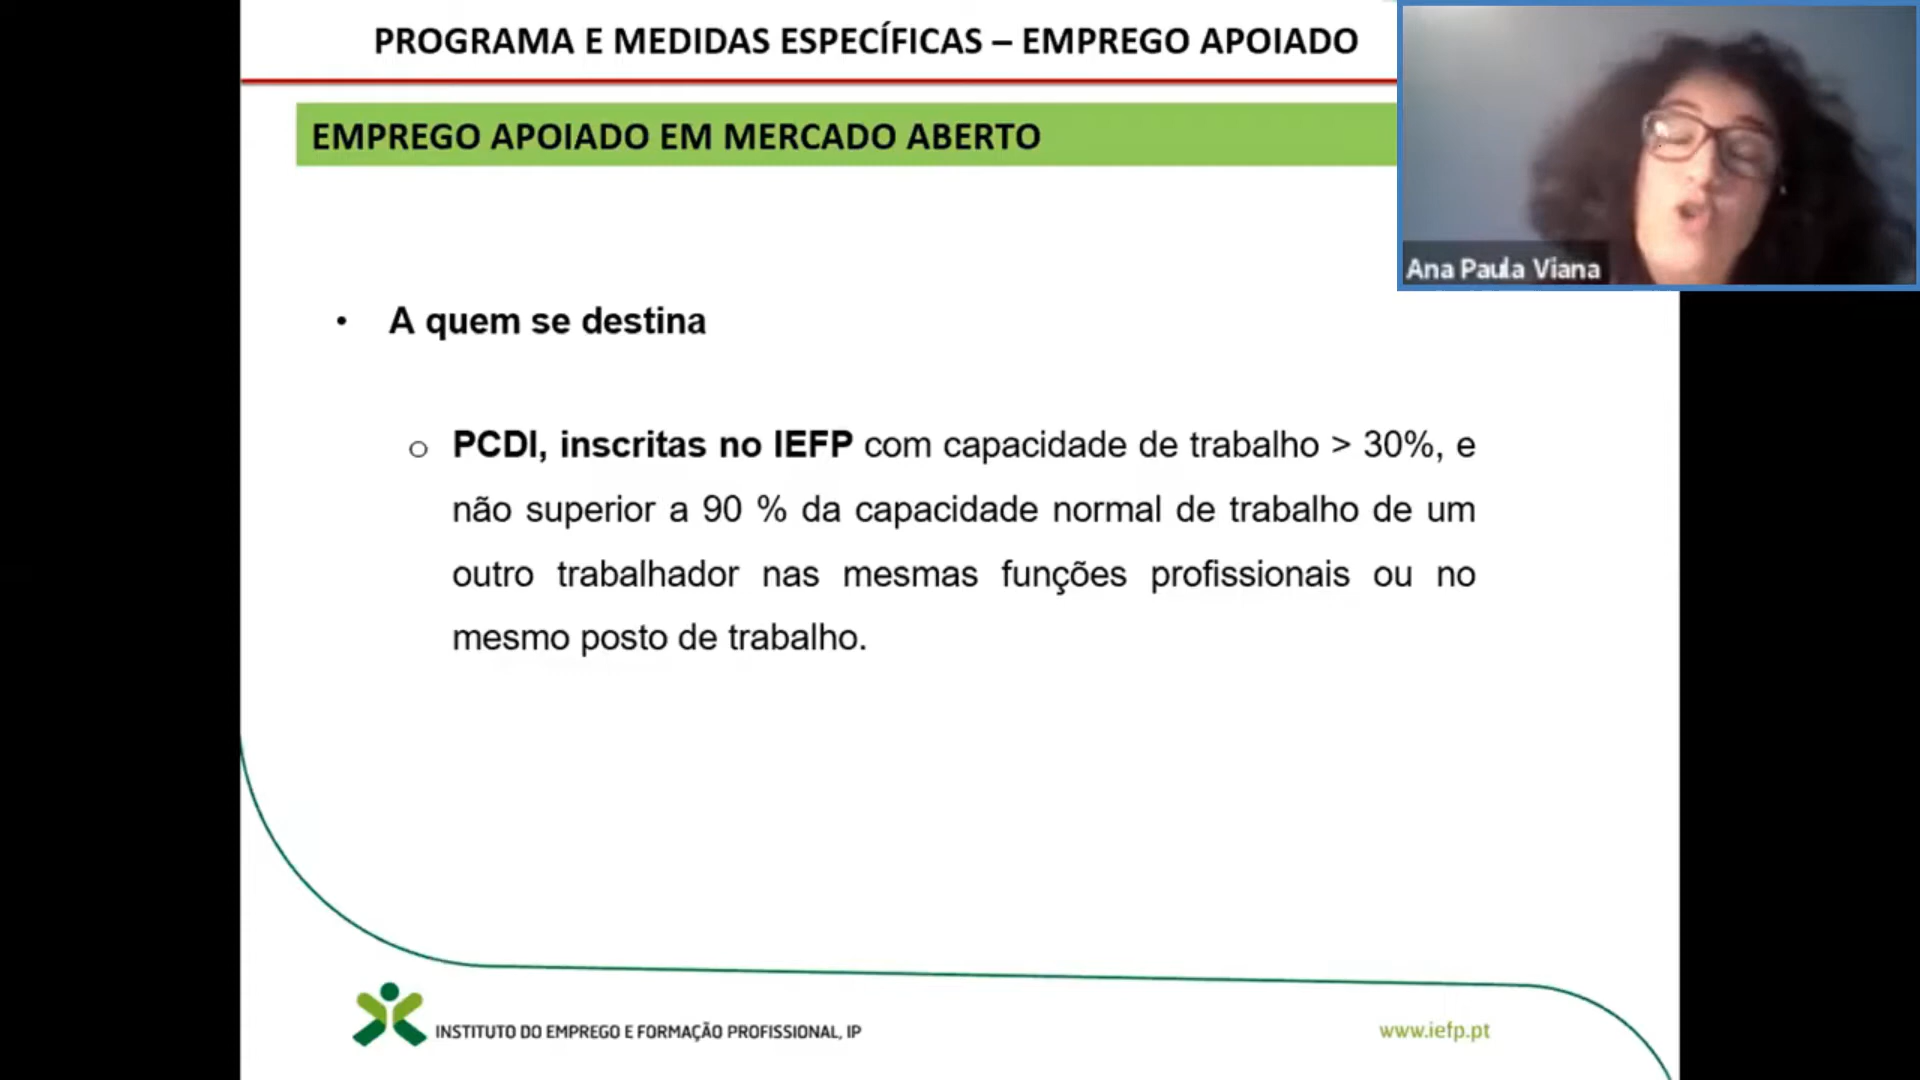 PROGRAMA E MEDIDAS ESPECÍFICAS – EMPREGO APOIADO
EMPREGO APOIADO EM MERCADO ABERTO
Ana Paula Viana
• A quem se destina
o PCDI, inscritas no IEFP com capacidade de trabalho > 30%, e
não superior a 90 % da capacidade normal de trabalho de um
outro trabalhador nas mesmas funções profissionais ou no
mesmo posto de trabalho.
INSTITUTO DO EMPREGO E FORMAÇÃO PROFISSIONAL, IP
www.iefp.pt